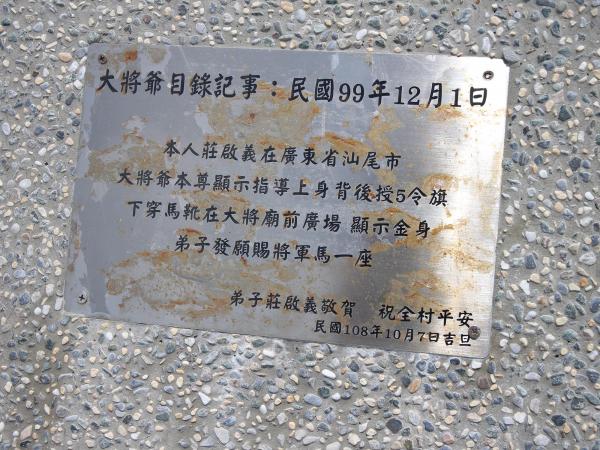 大將爺目錄記事：民國99年12月1日
本人莊啟義在廣東省汕尾市
大將爺本尊顯示指導上身背後授5令旗
下穿馬靴在大將廟前廣場 顯示金身
弟子發願賜將軍馬一座
弟子莊啟義敬賀 祝全村平安
民國108年10月7日吉旦